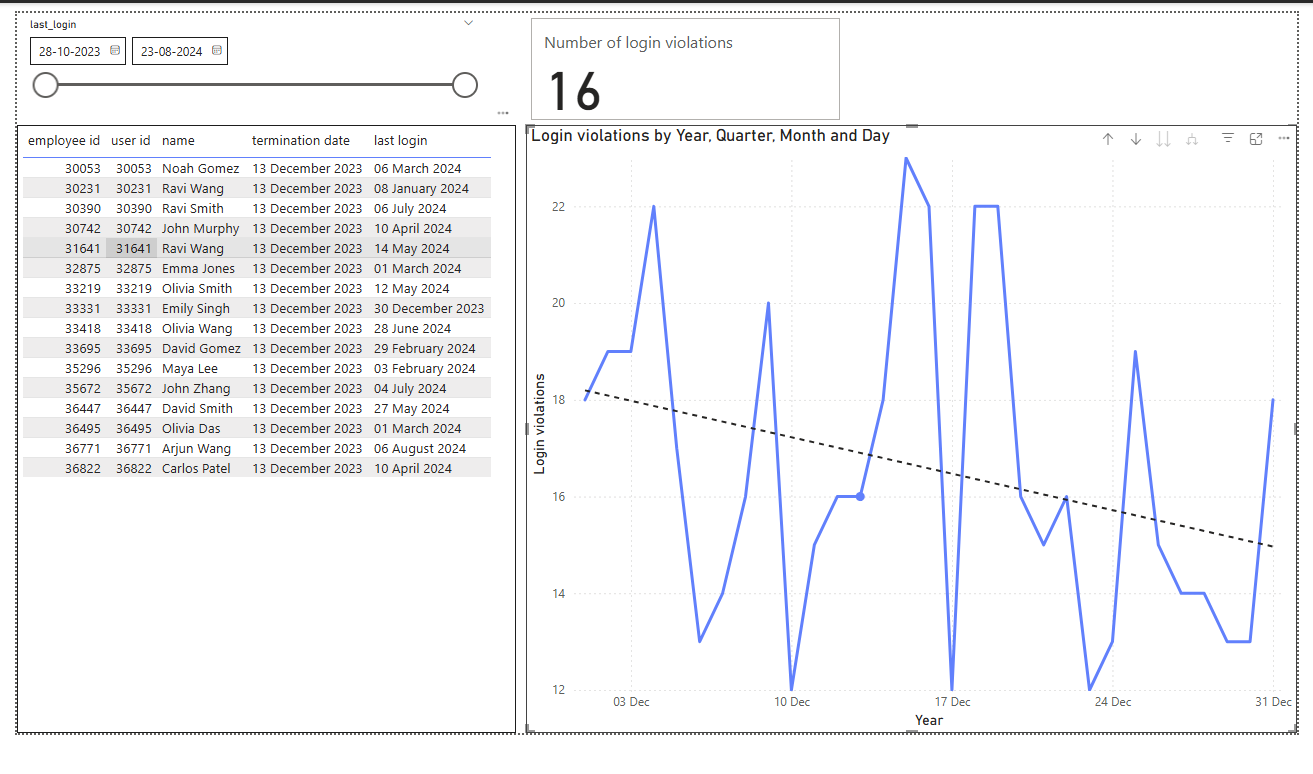 last_login
28-10-2023 23-08-2024
Number of login violations
16
employee id user id name termination date last login
30053 30053 Noah Gomez 13 December 2023 06 March 2024
30231 30231 Ravi Wang 13 December 2023 08 January 2024
30390 30390 Ravi Smith 13 December 2023 06 July 2024
30742 30742 John Murphy 13 December 2023 10 April 2024
31641 31641 Ravi Wang 13 December 2023 14 May 2024
32875 32875 Emma Jones 13 December 2023 01 March 2024
33219 33219 Olivia Smith 13 December 2023 12 May 2024
33331 33331 Emily Singh 13 December 2023 30 December 2023
33418 33418 Olivia Wang 13 December 2023 28 June 2024
33695 33695 David Gomez 13 December 2023 29 February 2024
35296 35296 Maya Lee 13 December 2023 03 February 2024
35672 35672 John Zhang 13 December 2023 04 July 2024
36447 36447 David Smith 13 December 2023 27 May 2024
36495 36495 Olivia Das 13 December 2023 01 March 2024
36771 36771 Arjun Wang 13 December 2023 06 August 2024
36822 36822 Carlos Patel 13 December 2023 10 April 2024
Login violations by Year, Quarter, Month and Day
Login violations
22
20
18
16
14
12
03 Dec 10 Dec 17 Dec 24 Dec 31 Dec
Year